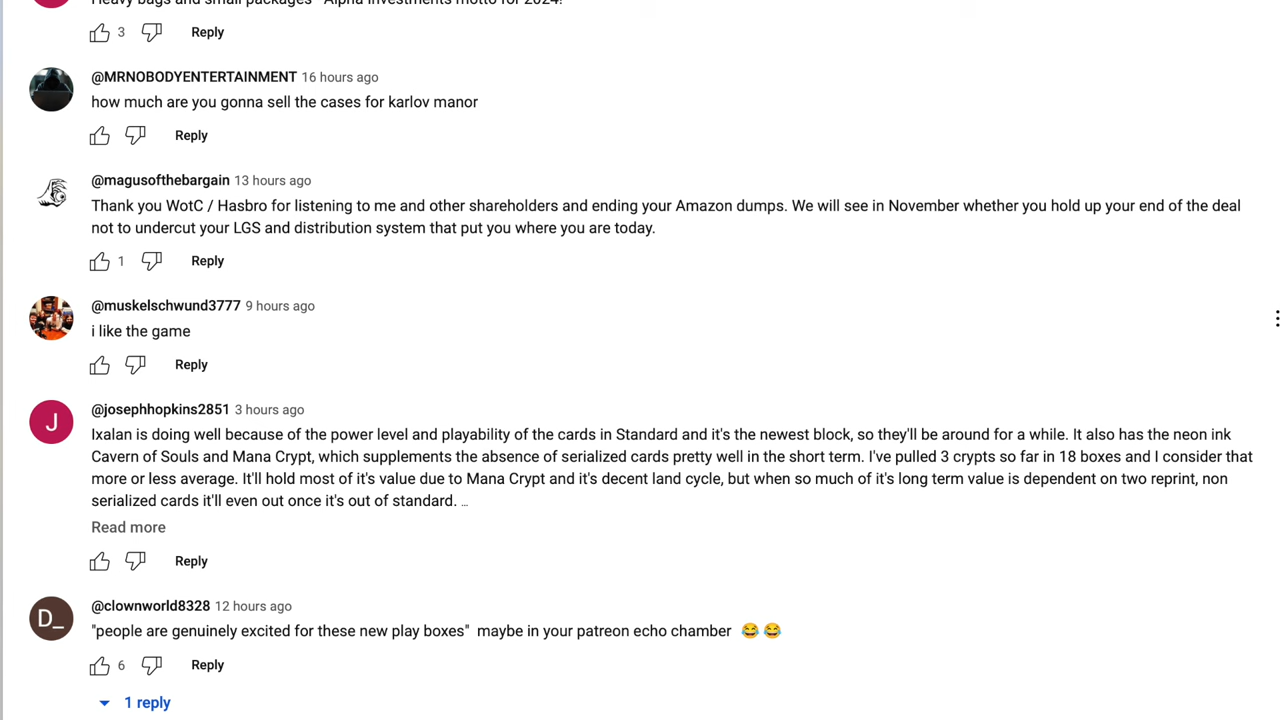 Heavy bags and small packages" Alpha Investments motto for 2024!
3 Reply
@MRNOBODYENTERTAINMENT 16 hours ago
how much are you gonna sell the cases for karlov manor
Reply
@magusofthebargain 13 hours ago
Thank you WotC / Hasbro for listening to me and other shareholders and ending your Amazon dumps. We will see in November whether you hold up your end of the deal
not to undercut your LGS and distribution system that put you where you are today.
1 Reply
@muskelschwund3777 9 hours ago
i like the game
Reply
J
@josephhopkins2851 3 hours ago
Ixalan is doing well because of the power level and playability of the cards in Standard and it's the newest block, so they'll be around for a while. It also has the neon ink
Cavern of Souls and Mana Crypt, which supplements the absence of serialized cards pretty well in the short term. I've pulled 3 crypts so far in 18 boxes and I consider that
more or less average. It'll hold most of it's value due to Mana Crypt and it's decent land cycle, but when so much of it's long term value is dependent on two reprint, non
serialized cards it'll even out once it's out of standard. ...
Read more
Reply
D_
@clownworld8328 12 hours ago
"people are genuinely excited for these new play boxes" maybe in your patreon echo chamber 😂😂
6 Reply
1 reply